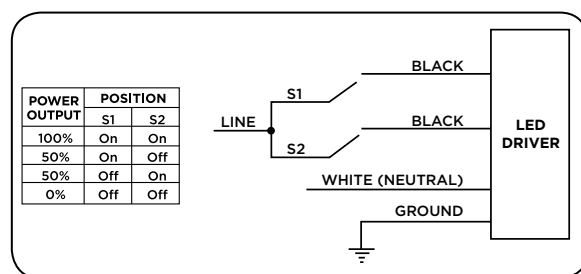 POWER OUTPUT POSITION
S1 S2
100% On On
50% On Off
50% Off On
0% Off Off
LINE
S1
S2
BLACK
BLACK
WHITE (NEUTRAL)
GROUND
LED
DRIVER